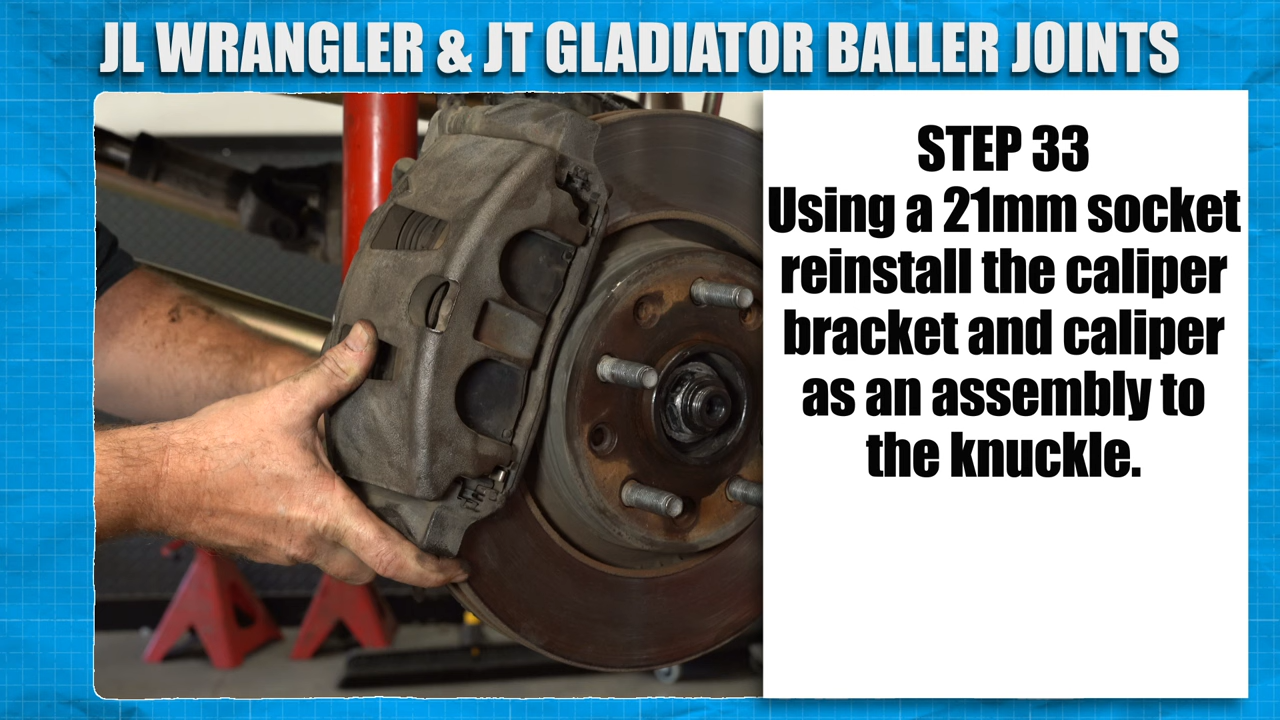 JL WRANGLER & JT GLADIATOR BALLER JOINTS
STEP 33
Using a 21mm socket
reinstall the caliper
bracket and caliper
as an assembly to
the knuckle.